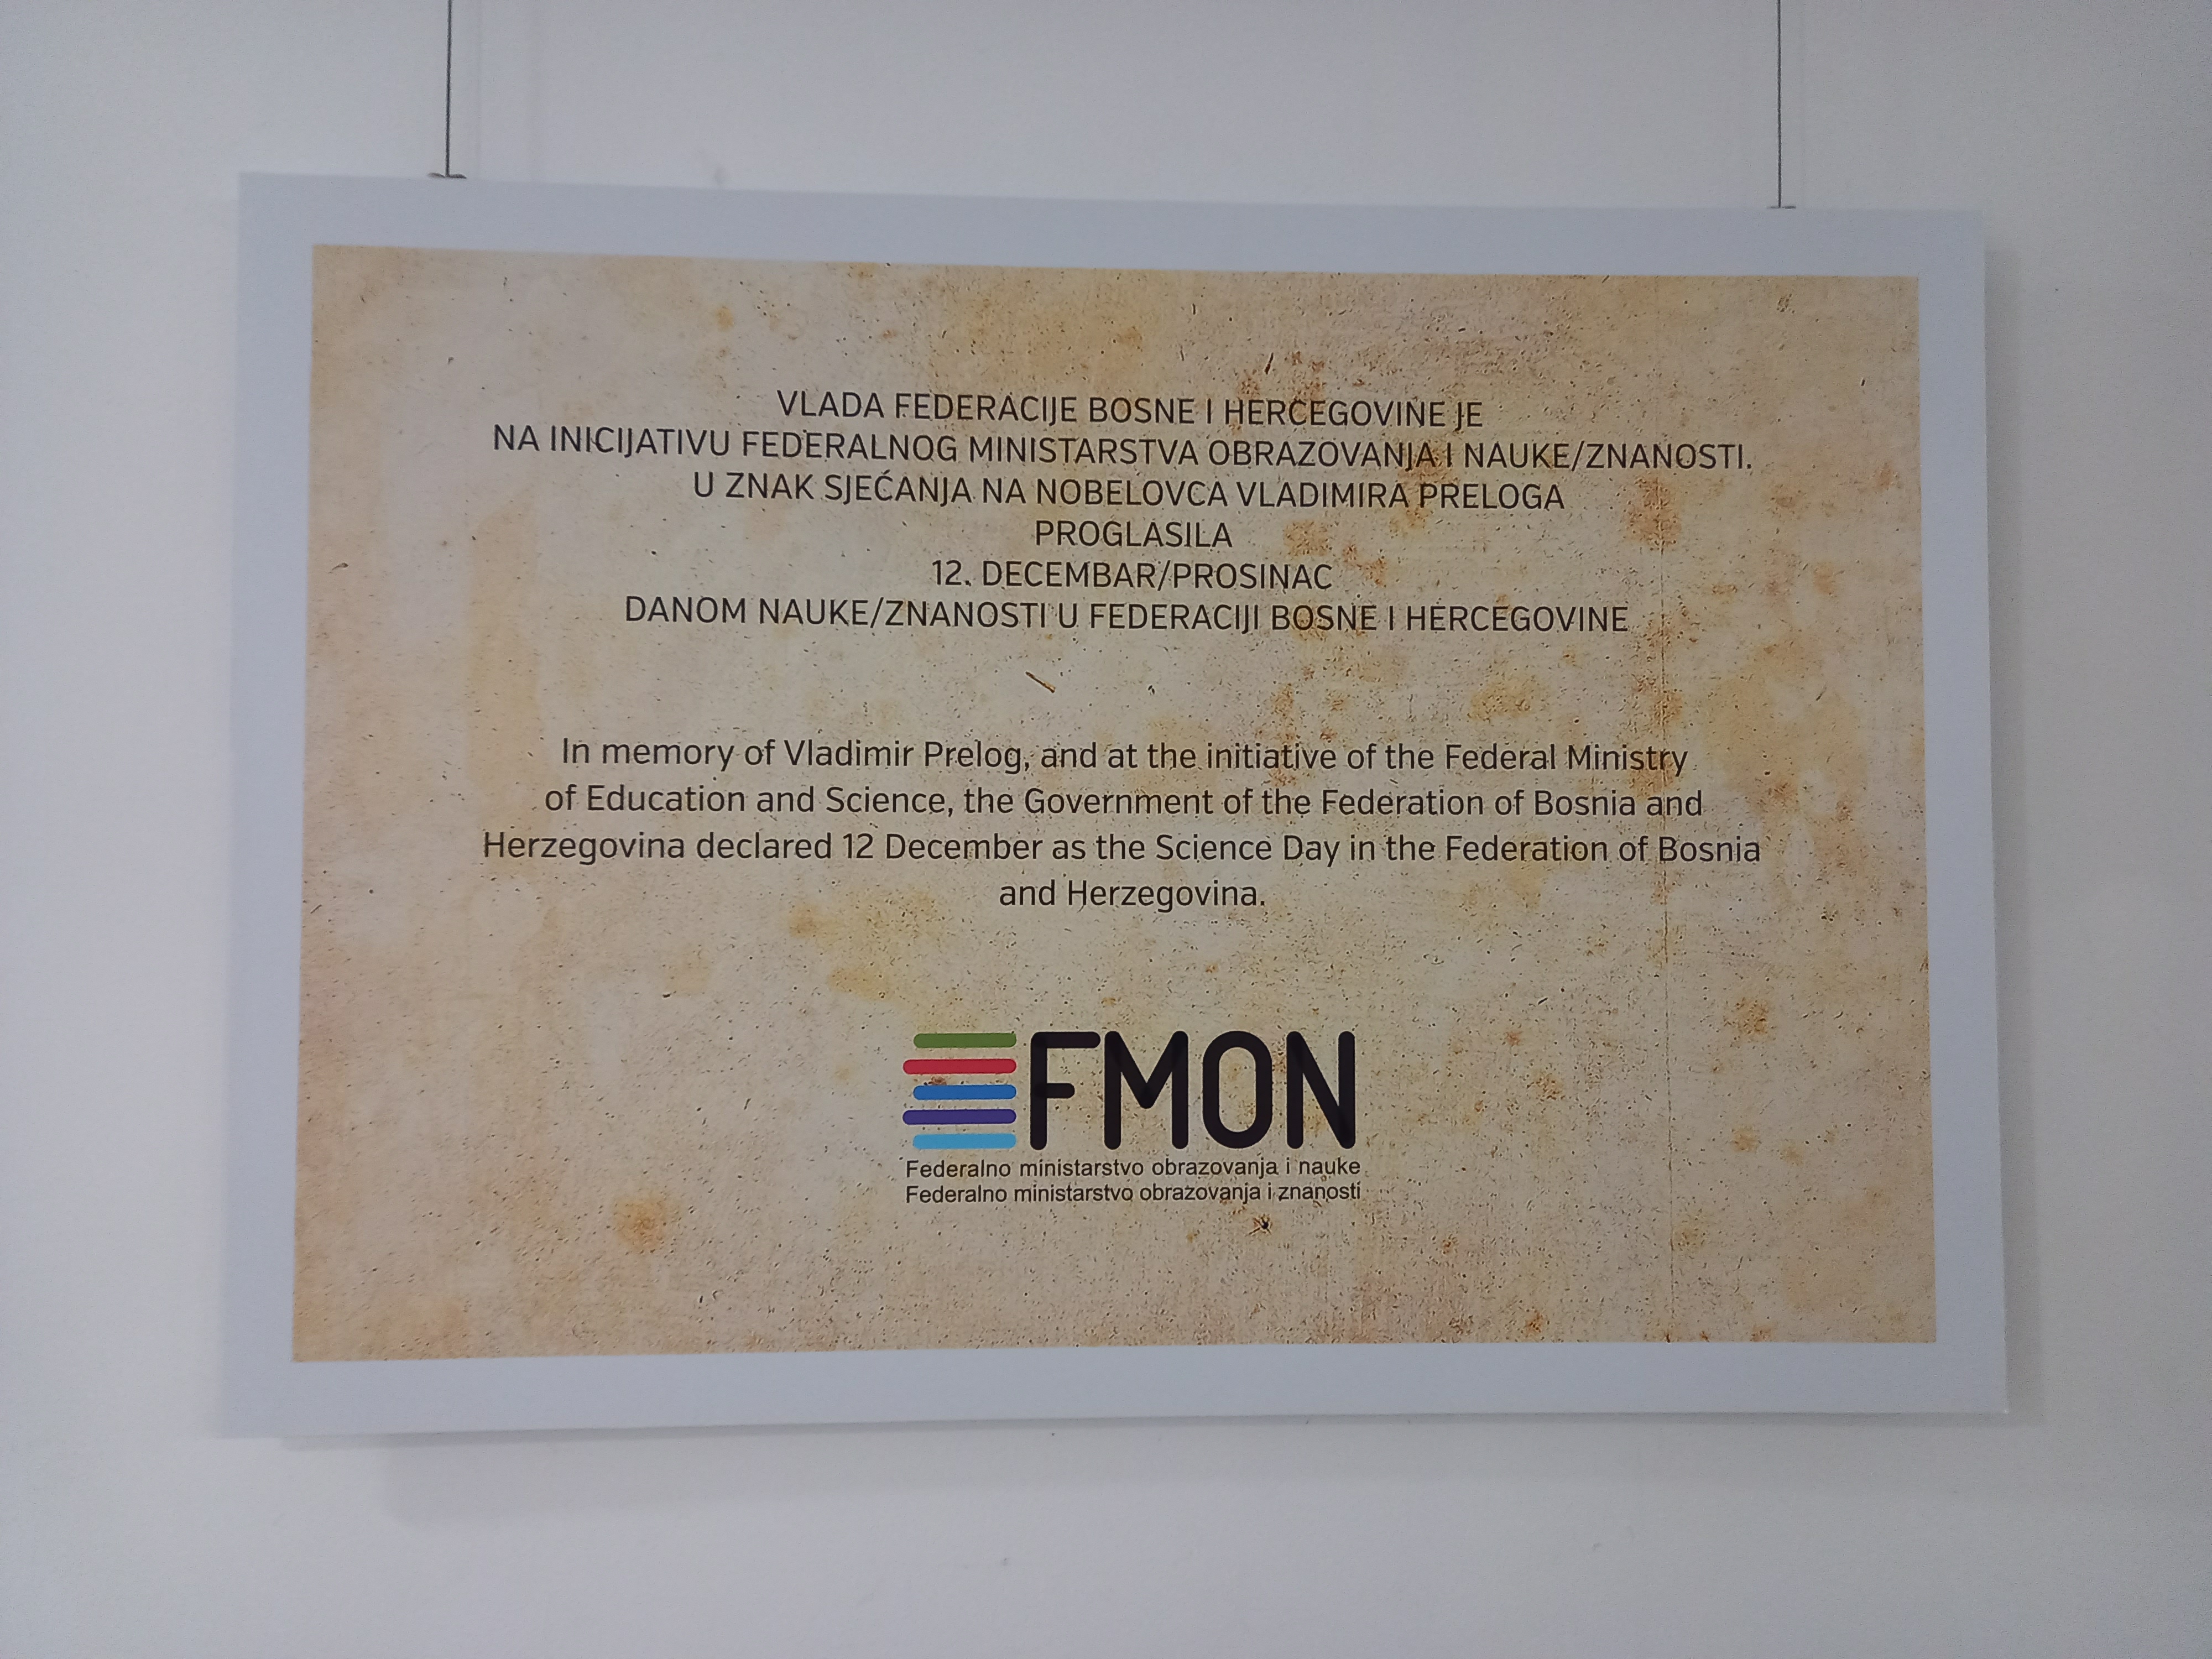 VLADA FEDERACIJE BOSNE I HERCEGOVINE JE
NA INICIJATIVU FEDERALNOG MINISTARSTVA OBRAZOVANJA I NAUKE/ZNANOSTI.
U ZNAK SJEĆANJA NA NOBELOVCA VLADIMIRA PRELOGA
PROGLASILA
12. DECEMBAR/PROSINAC
DANOM NAUKE/ZNANOSTI U FEDERACIJI BOSNE I HERCEGOVINE
In memory of Vladimir Prelog, and at the initiative of the Federal Ministry
of Education and Science, the Government of the Federation of Bosnia and
Herzegovina declared 12 December as the Science Day in the Federation of Bosnia
and Herzegovina.
FMON
Federalno ministarstvo obrazovanja i nauke
Federalno ministarstvo obrazovanja i znanosti